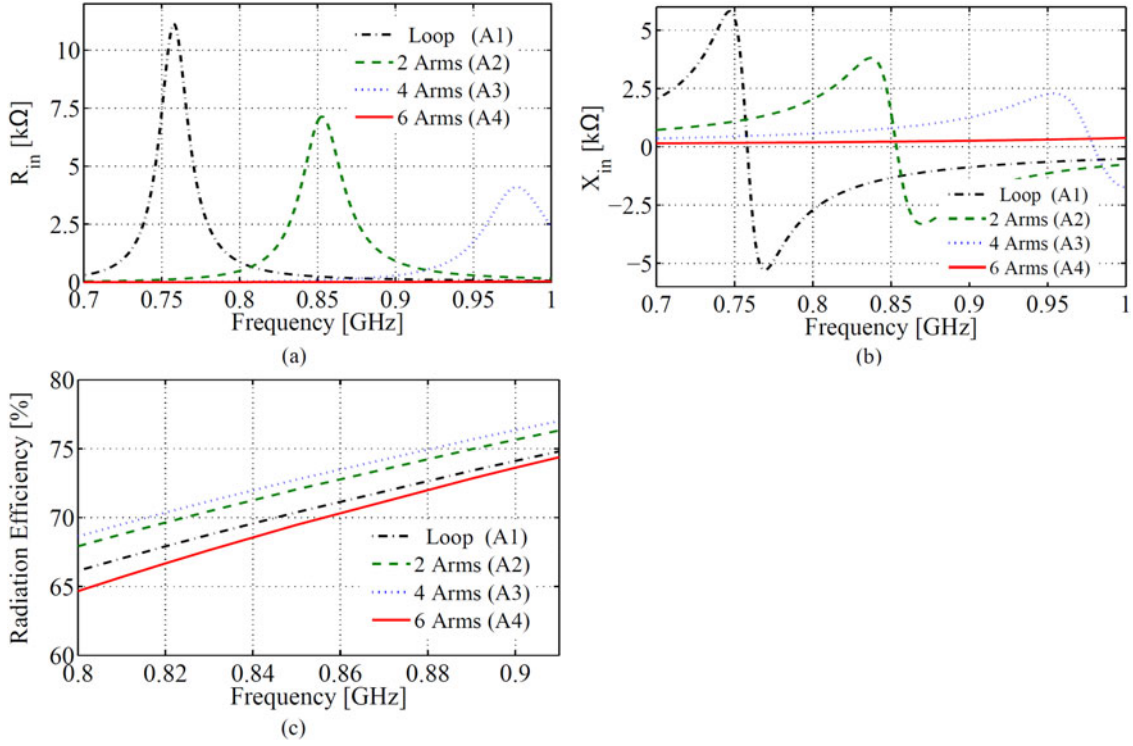 R_in [kΩ]
10
7.5
5
2.5
0
0.7 0.75 0.8 0.85 0.9 0.95 1
Frequency [GHz]
Loop (A1)
2 Arms (A2)
4 Arms (A3)
6 Arms (A4)
(a)
X_in [kΩ]
5
2.5
0
−2.5
−5
0.7 0.75 0.8 0.85 0.9 0.95 1
Frequency [GHz]
Loop (A1)
2 Arms (A2)
4 Arms (A3)
6 Arms (A4)
(b)
Radiation Efficiency [%]
80
75
70
65
60
0.8 0.82 0.84 0.86 0.88 0.9
Frequency [GHz]
Loop (A1)
2 Arms (A2)
4 Arms (A3)
6 Arms (A4)
(c)